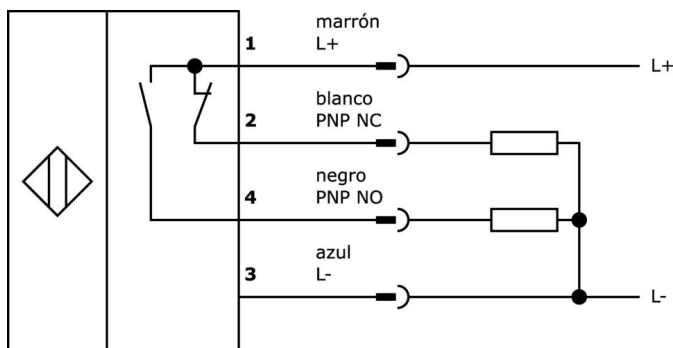 marrón
1 L+
L+
blanco
2 PNP NC
negro
4 PNP NO
azul
3 L-
L-